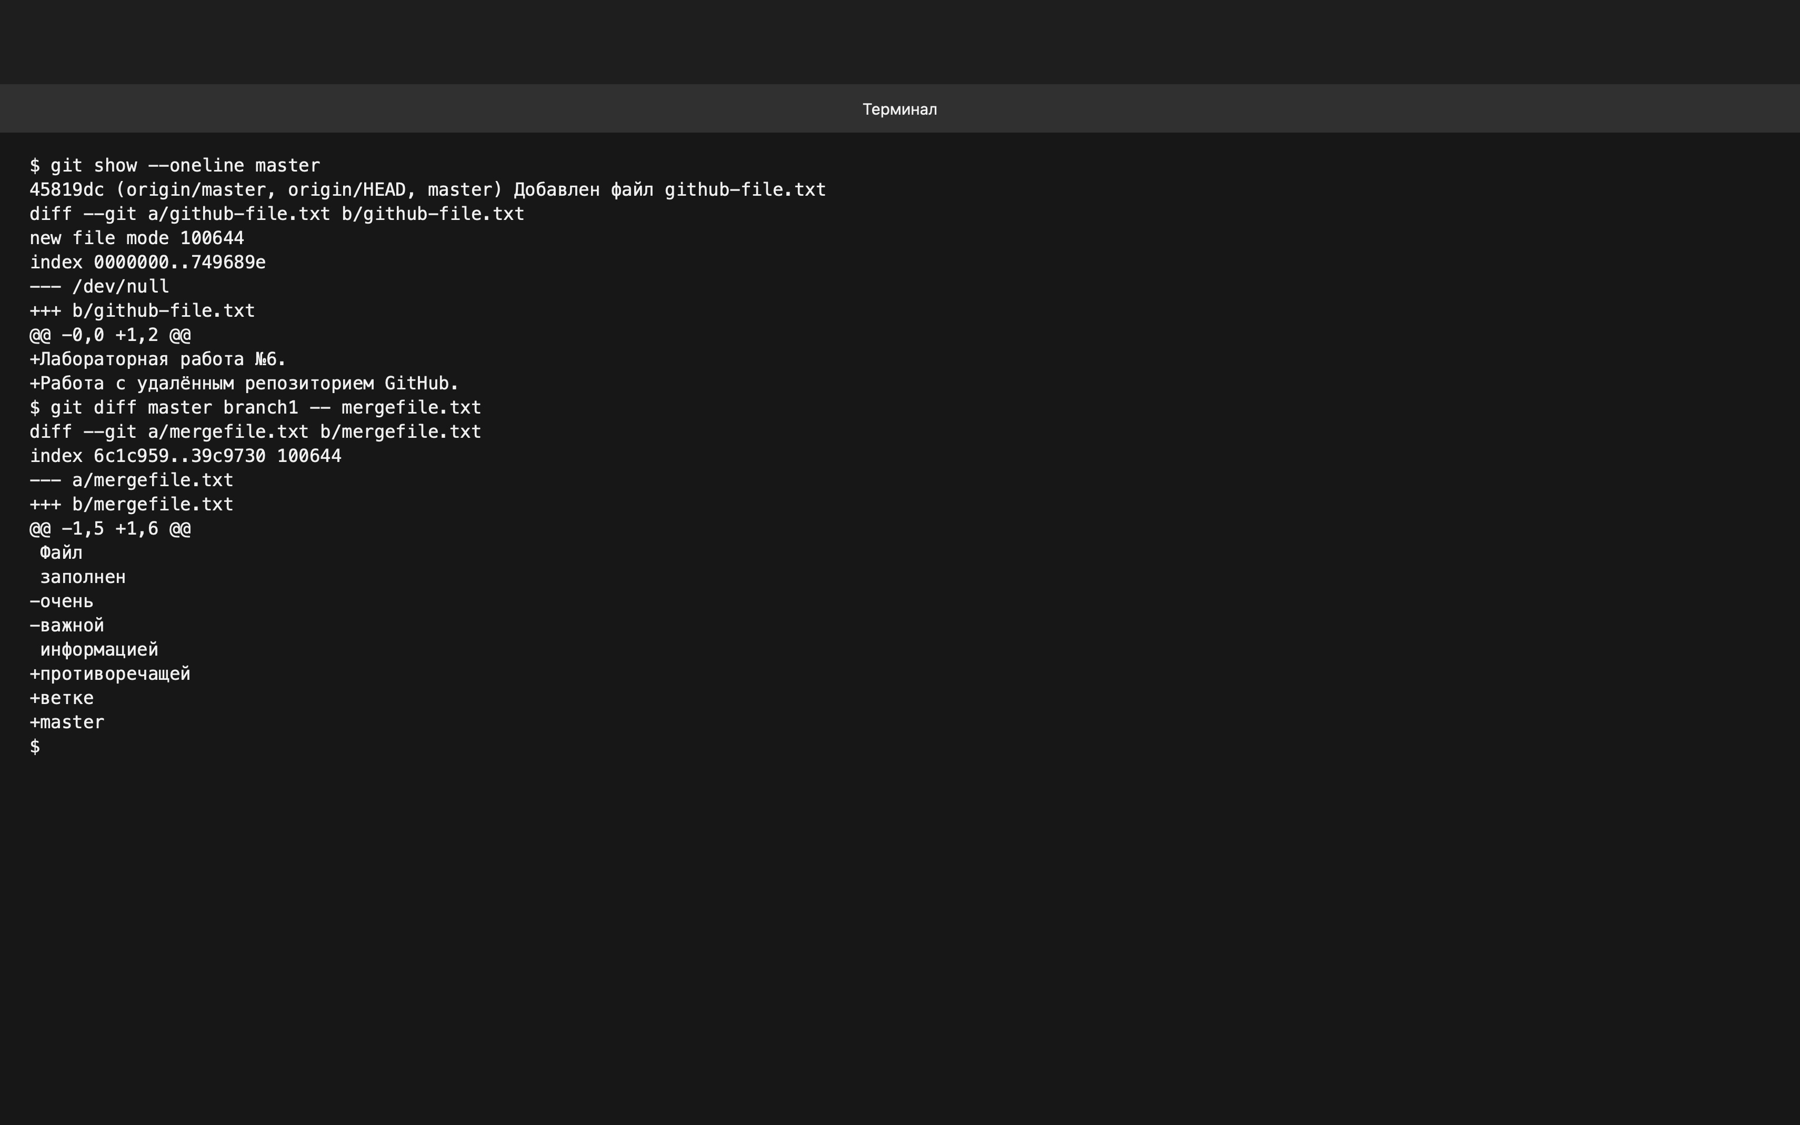 Терминал
$ git show --oneline master
45819dc (origin/master, origin/HEAD, master) Добавлен файл github-file.txt
diff --git a/github-file.txt b/github-file.txt
new file mode 100644
index 0000000..749689e
--- /dev/null
+++ b/github-file.txt
@@ -0,0 +1,2 @@
+Лабораторная работа №6.
+Работа с удалённым репозиторием GitHub.
$ git diff master branch1 -- mergefile.txt
diff --git a/mergefile.txt b/mergefile.txt
index 6c1c959..39c9730 100644
--- a/mergefile.txt
+++ b/mergefile.txt
@@ -1,5 +1,6 @@
 Файл
 заполнен
-очень
-важной
 информацией
+противоречащей
+ветке
+master
$